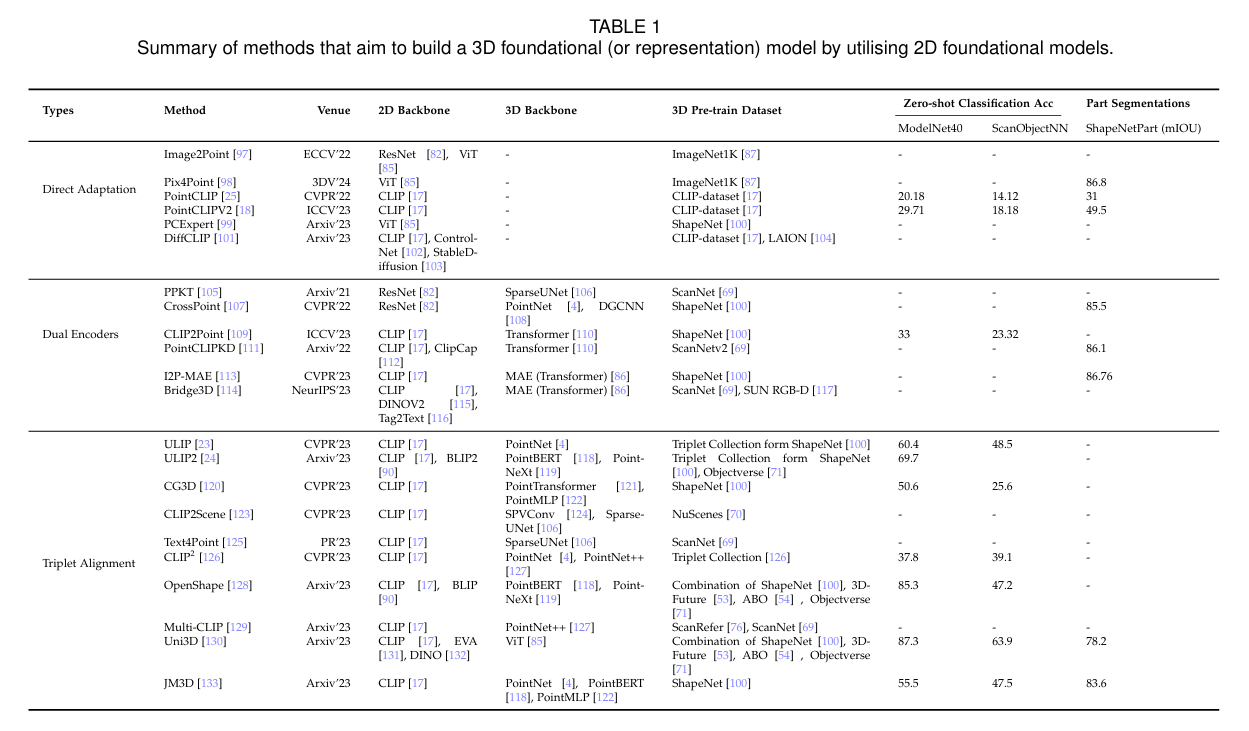 TABLE 1
Summary of methods that aim to build a 3D foundational (or representation) model by utilising 2D foundational models.
Types Method Venue 2D Backbone 3D Backbone 3D Pre-train Dataset Zero-shot Classification Acc Part Segmentations
ModelNet40 ScanObjectNN ShapeNetPart (mIOU)
Image2Point [97] ECCV'22 ResNet [82], ViT - ImageNet1K [87] - - -
[85]
Direct Adaptation
Pix4Point [98] 3DV'24 ViT [85] - ImageNet1K [87] - - 86.8
PointCLIP [25] CVPR'22 CLIP [17] - CLIP-dataset [17] 20.18 14.12 31
PointCLIPV2 [18] ICCV'23 CLIP [17] - CLIP-dataset [17] 29.71 18.18 49.5
PCExpert [99] Arxiv'23 ViT [85] - ShapeNet [100] - - -
DiffCLIP [101] Arxiv'23 CLIP [17], Control- - CLIP-dataset [17], LAION [104] - - -
Net [102], StableD-
iffusion [103]
PPKT [105] Arxiv'21 ResNet [82] SparseUNet [106] ScanNet [69] - - -
CrossPoint [107] CVPR'22 ResNet [82] PointNet [4], DGCNN ShapeNet [100] - - 85.5
[108]
Dual Encoders CLIP2Point [109] ICCV'23 CLIP [17] Transformer [110] ShapeNet [100] 33 23.32 -
PointCLIPKD [111] Arxiv'22 CLIP [17], ClipCap Transformer [110] ScanNetv2 [69] - - 86.1
[112]
I2P-MAE [113] CVPR'23 CLIP [17] MAE (Transformer) [86] ShapeNet [100] - - 86.76
Bridge3D [114] NeurIPS'23 CLIP [17], MAE (Transformer) [86] ScanNet [69], SUN RGB-D [117] - - -
DINOV2 [115],
Tag2Text [116]
ULIP [23] CVPR'23 CLIP [17] PointNet [4] Triplet Collection form ShapeNet [100] 60.4 48.5 -
ULIP2 [24] Arxiv'23 CLIP [17], BLIP2 PointBERT [118], Point- Triplet Collection form ShapeNet 69.7 -
[90] NeXt [119] [100], Objectverse [71]
CG3D [120] CVPR'23 CLIP [17] PointTransformer [121], ShapeNet [100] 50.6 25.6 -
PointMLP [122]
CLIP2Scene [123] CVPR'23 CLIP [17] SPVConv [124], Sparse- NuScenes [70] - - -
UNet [106]
Text4Point [125] PR'23 CLIP [17] SparseUNet [106] ScanNet [69] - - -
CLIP² [126] CVPR'23 CLIP [17] PointNet [4], PointNet++ Triplet Collection [126] 37.8 39.1 -
Triplet Alignment [127]
OpenShape [128] Arxiv'23 CLIP [17], BLIP PointBERT [118], Point- Combination of ShapeNet [100], 3D- 85.3 47.2 -
[90] NeXt [119] Future [53], ABO [54] , Objectverse
[71]
Multi-CLIP [129] Arxiv'23 CLIP [17] PointNet++ [127] ScanRefer [76], ScanNet [69] - - -
Uni3D [130] Arxiv'23 CLIP [17], EVA ViT [85] Combination of ShapeNet [100], 3D- 87.3 63.9 78.2
[131], DINO [132] Future [53], ABO [54] , Objectverse
[71]
JM3D [133] Arxiv'23 CLIP [17] PointNet [4], PointBERT ShapeNet [100] 55.5 47.5 83.6
[118], PointMLP [122]